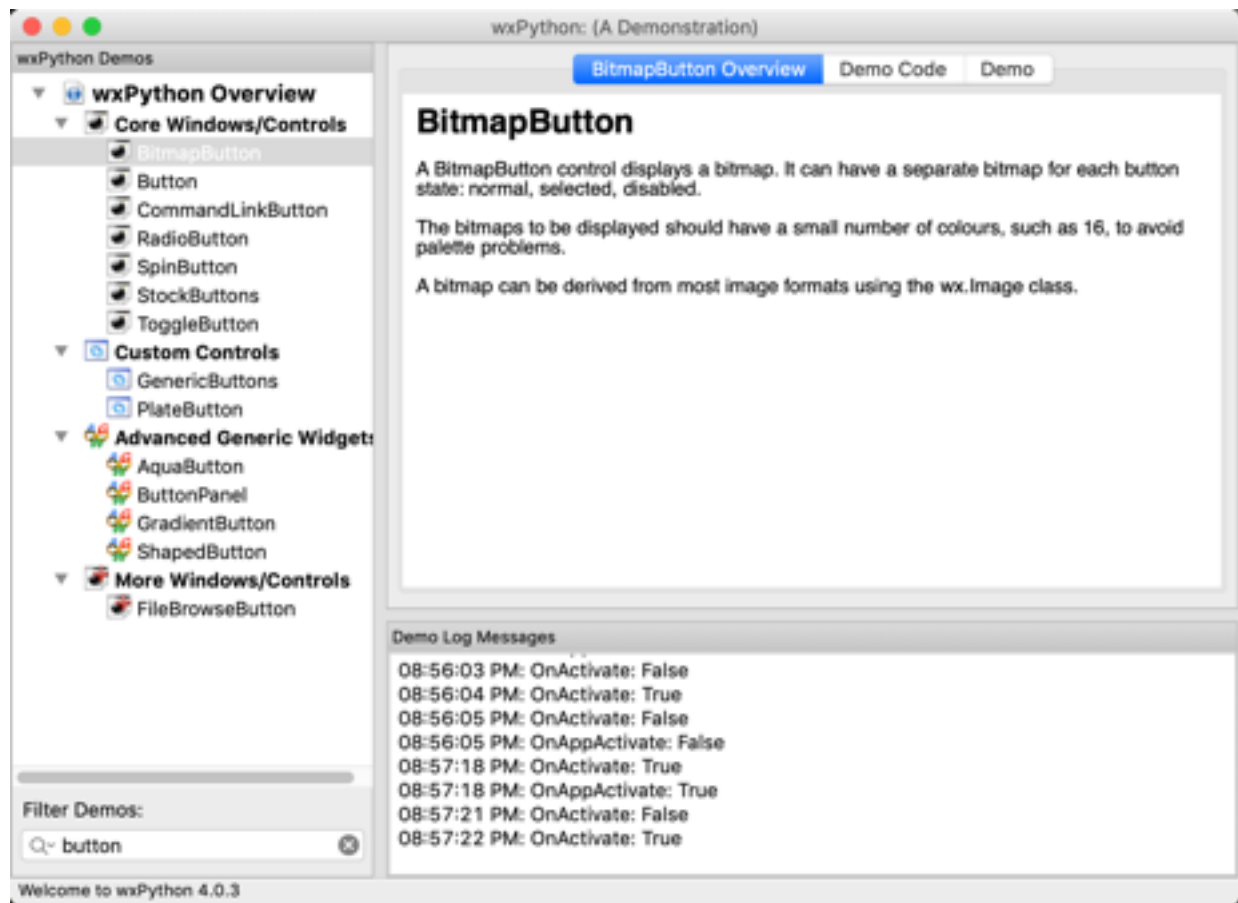 wxPython: (A Demonstration)
wxPython Demos
wxPython Overview
Core Windows/Controls
BitmapButton
Button
CommandLinkButton
RadioButton
SpinButton
StockButtons
ToggleButton
Custom Controls
GenericButtons
PlateButton
Advanced Generic Widgets
AquaButton
ButtonPanel
GradientButton
ShapedButton
More Windows/Controls
FileBrowseButton
Filter Demos:
button
BitmapButton Overview Demo Code Demo
BitmapButton
A BitmapButton control displays a bitmap. It can have a separate bitmap for each button
state: normal, selected, disabled.
The bitmaps to be displayed should have a small number of colours, such as 16, to avoid
palette problems.
A bitmap can be derived from most image formats using the wx.Image class.
Demo Log Messages
08:56:03 PM: OnActivate: False
08:56:04 PM: OnActivate: True
08:56:05 PM: OnActivate: False
08:56:05 PM: OnAppActivate: False
08:57:18 PM: OnActivate: True
08:57:18 PM: OnAppActivate: True
08:57:21 PM: OnActivate: False
08:57:22 PM: OnActivate: True
Welcome to wxPython 4.0.3